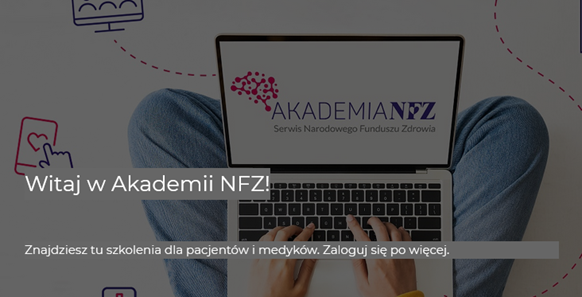 AKADEMIANFZ
Serwis Narodowego Funduszu Zdrowia
Witaj w Akademii NFZ!
Znajdziesz tu szkolenia dla pacjentów i medyków. Zaloguj się po więcej.